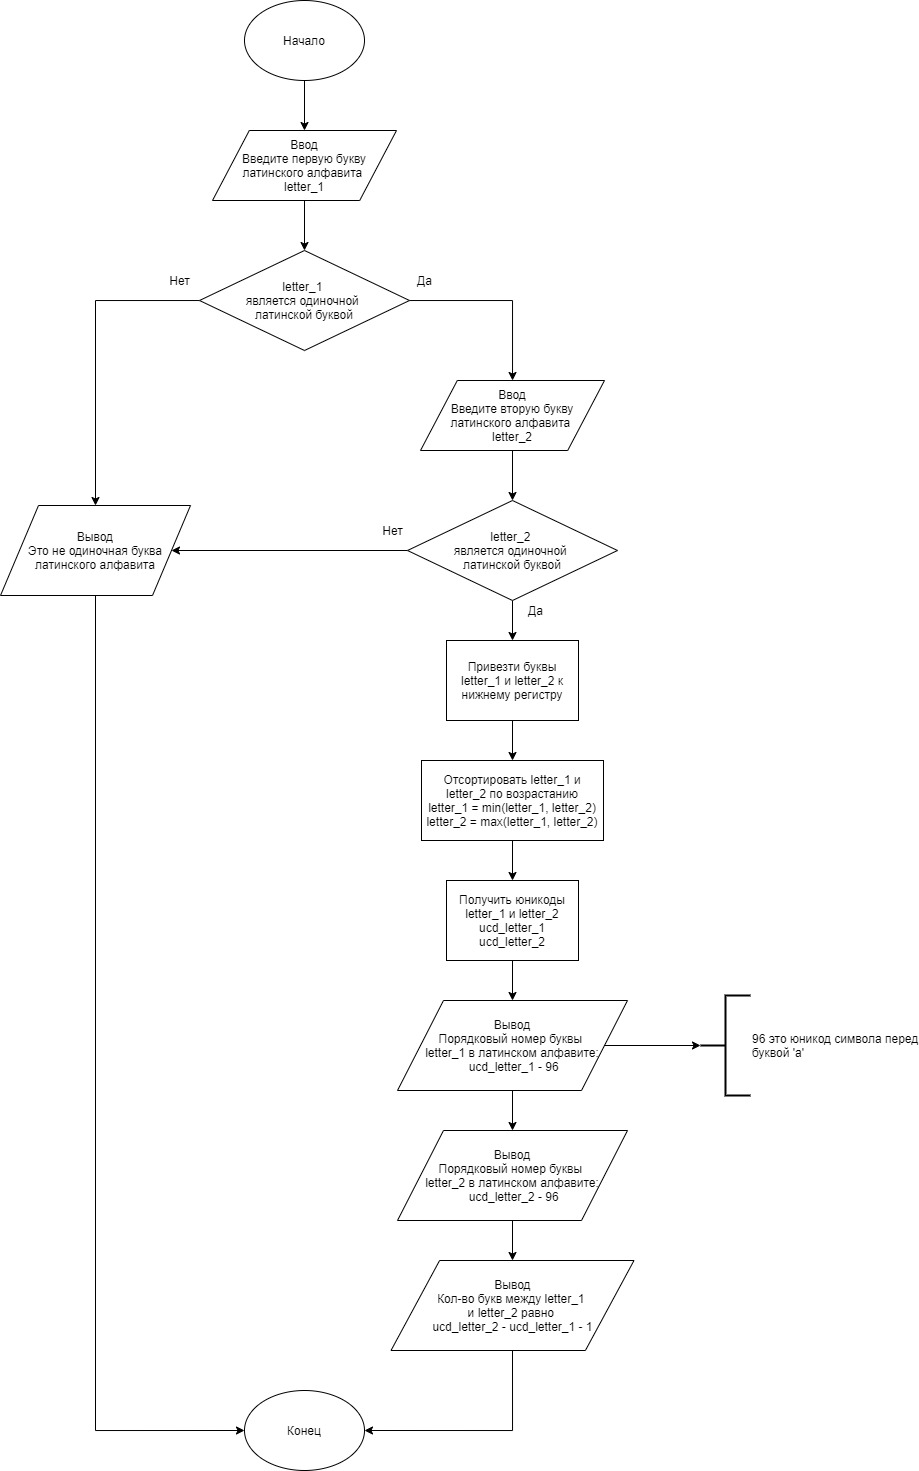 Начало
Ввод
Введите первую букву
латинского алфавита
letter_1
Нет
Да
letter_1
является одиночной
латинской буквой
Ввод
Введите вторую букву
латинского алфавита
letter_2
Нет
letter_2
является одиночной
латинской буквой
Вывод
Это не одиночная буква
латинского алфавита
Да
Привезти буквы
letter_1 и letter_2 к
нижнему регистру
Отсортировать letter_1 и
letter_2 по возрастанию
letter_1 = min(letter_1, letter_2)
letter_2 = max(letter_1, letter_2)
Получить юникоды
letter_1 и letter_2
ucd_letter_1
ucd_letter_2
Вывод
Порядковый номер буквы
letter_1 в латинском алфавите:
ucd_letter_1 - 96
96 это юникод символа перед
буквой 'a'
Вывод
Порядковый номер буквы
letter_2 в латинском алфавите:
ucd_letter_2 - 96
Вывод
Кол-во букв между letter_1
и letter_2 равно
ucd_letter_2 - ucd_letter_1 - 1
Конец